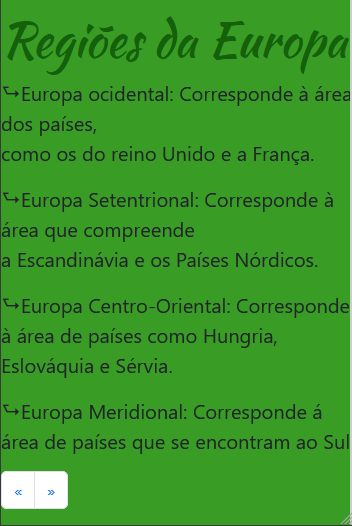 Regiões da Europa
⮡Europa ocidental: Corresponde à área
dos países,
como os do reino Unido e a França.
⮡Europa Setentrional: Corresponde à
área que compreende
a Escandinávia e os Países Nórdicos.
⮡Europa Centro-Oriental: Corresponde
à área de países como Hungria,
Eslováquia e Sérvia.
⮡Europa Meridional: Corresponde á
área de países que se encontram ao Sul
« »